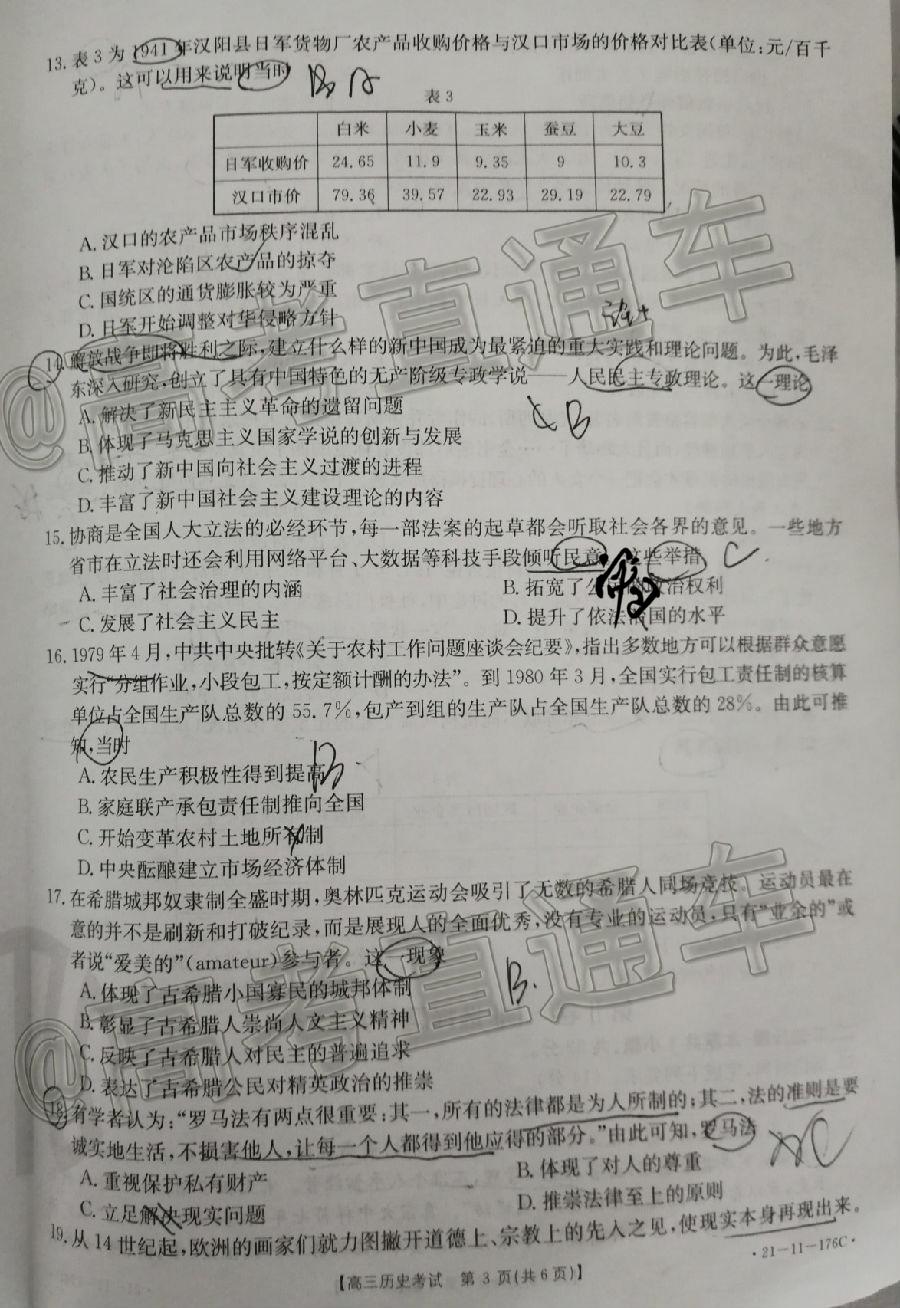 13.表3为1941年汉阳县日军货物厂农产品收购价格与汉口市场的价格对比表(单位:元/百千
克)。这可以用来说明当时
B A
表3
白米 小麦 玉米 蚕豆 大豆
日军收购价 24.65 11.9 9.35 9 10.3
汉口市价 79.36 39.57 22.93 29.19 22.79
A.汉口的农产品市场秩序混乱
B.日军对沦陷区农产品的掠夺
C.国统区的通货膨胀较为严重
D.日军开始调整对华侵略方针
14.解放战争即将胜利之际,建立什么样的新中国成为最紧迫的重大实践和理论问题。为此,毛泽
东深入研究,创立了具有中国特色的无产阶级专政学说——人民民主专政理论。这一理论
A.解决了新民主主义革命的遗留问题
B
B.体现了马克思主义国家学说的创新与发展
C.推动了新中国向社会主义过渡的进程
D.丰富了新中国社会主义建设理论的内容
15.协商是全国人大立法的必经环节,每一部法案的起草都会听取社会各界的意见。一些地方
省市在立法时还会利用网络平台、大数据等科技手段倾听民意。这些举措
C
A.丰富了社会治理的内涵 B.拓宽了公民政治权利
C.发展了社会主义民主 D.提升了依法治国的水平
16.1979年4月,中共中央批转《关于农村工作问题座谈会纪要》,指出多数地方可以根据群众意愿
实行“分组作业,小段包工,按定额计酬的办法”。到1980年3月,全国实行包工责任制的核算
单位占全国生产队总数的55.7%,包产到组的生产队占全国生产队总数的28%。由此可推
知,当时
B
A.农民生产积极性得到提高
B.家庭联产承包责任制推向全国
C.开始变革农村土地所有制
D.中央酝酿建立市场经济体制
17.在希腊城邦奴隶制全盛时期,奥林匹克运动会吸引了无数的希腊人同场竞技。运动员最在
意的并不是刷新和打破纪录,而是展现人的全面优秀,没有专业的运动员,只有“业余的”或
者说“爱美的”(amateur)参与者。这一现象
B.
A.体现了古希腊小国寡民的城邦体制
B.彰显了古希腊人崇尚人文主义精神
C.反映了古希腊人对民主的普遍追求
D.表达了古希腊公民对精英政治的推崇
18.有学者认为:“罗马法有两点很重要:其一,所有的法律都是为人所制的;其二,法的准则是要
诚实地生活,不损害他人,让每一个人都得到他应得的部分。”由此可知,罗马法
C
A.重视保护私有财产 B.体现了对人的尊重
C.立足解决现实问题 D.推崇法律至上的原则
19.从14世纪起,欧洲的画家们就力图撇开道德上、宗教上的先入之见,使现实本身再现出来。
【高三历史考试 第3页(共6页)】 ·21-11-176C·
@高考直通车
@高考直通车